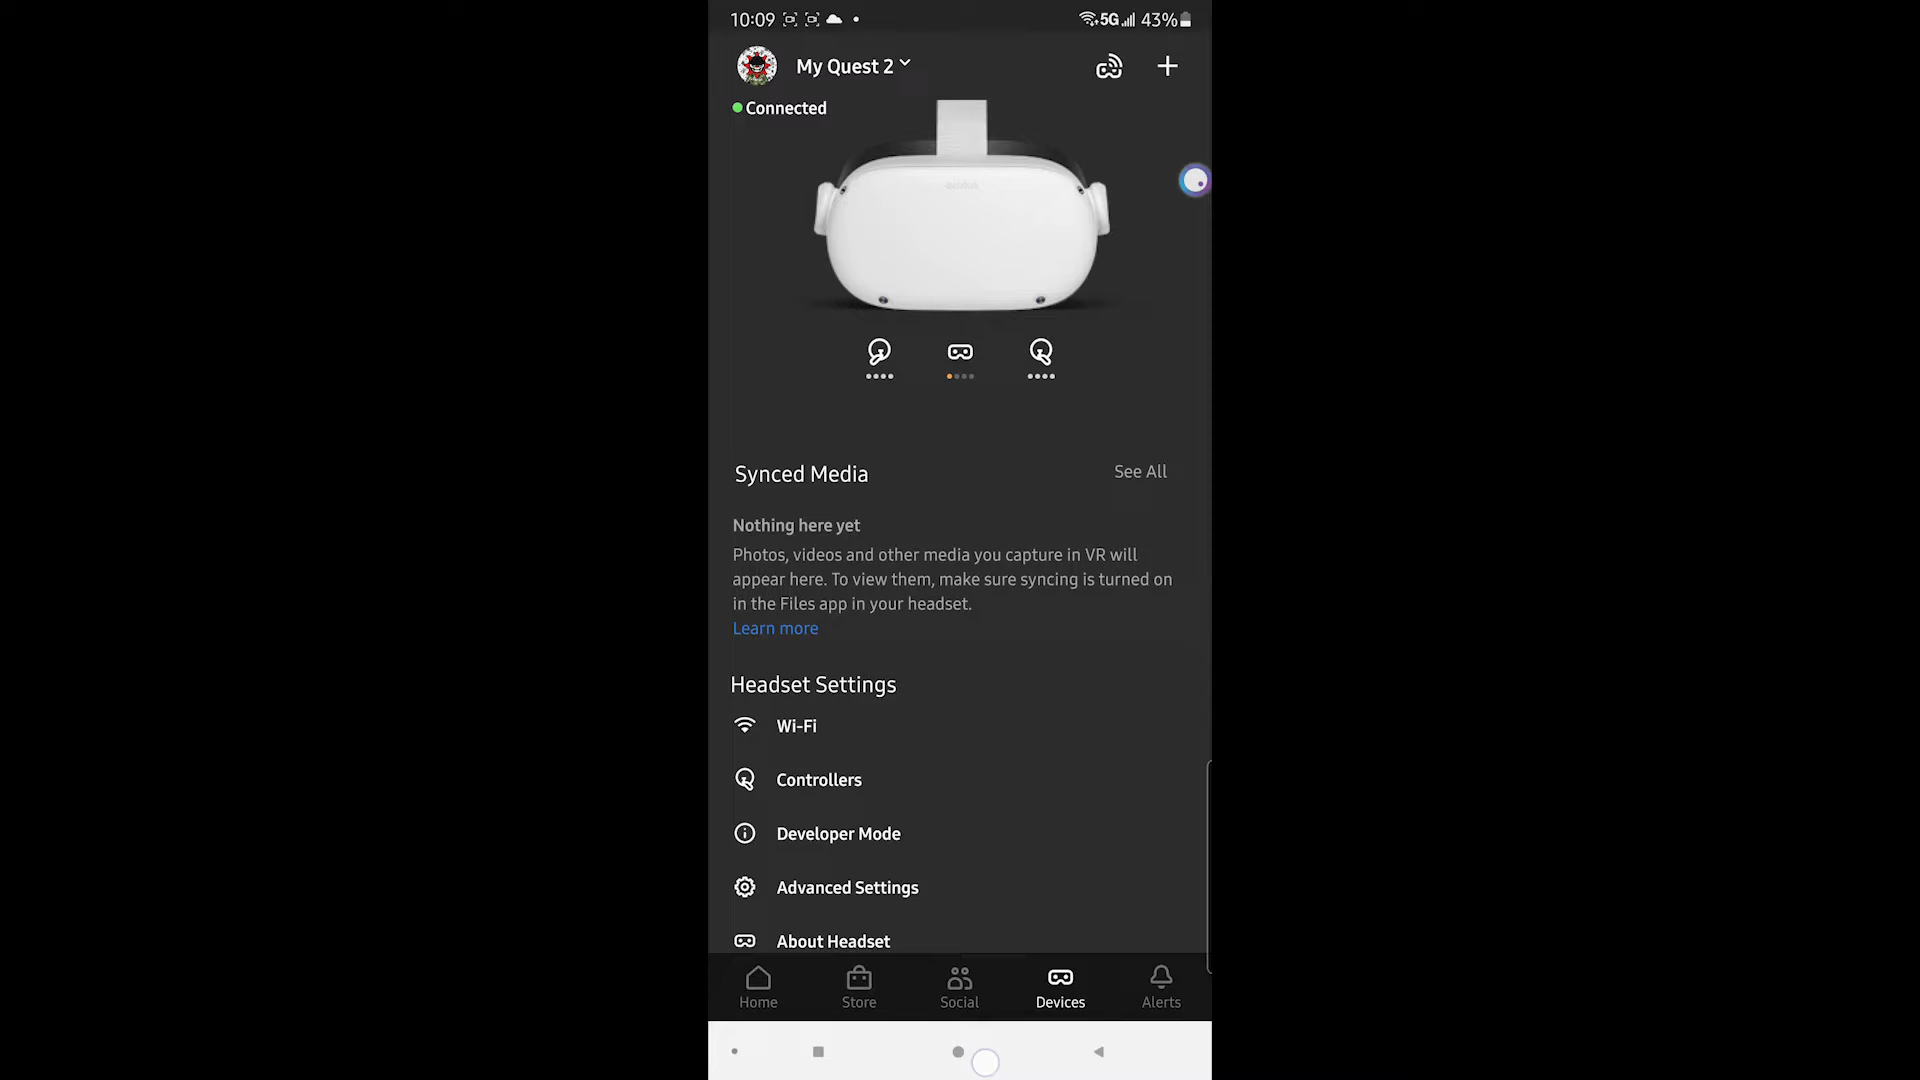 10:09
5G 43%
My Quest 2
Connected
oculus
Synced Media
See All
Nothing here yet
Photos, videos and other media you capture in VR will
appear here. To view them, make sure syncing is turned on
in the Files app in your headset.
Learn more
Headset Settings
Wi-Fi
Controllers
Developer Mode
Advanced Settings
About Headset
Home
Store
Social
Devices
Alerts